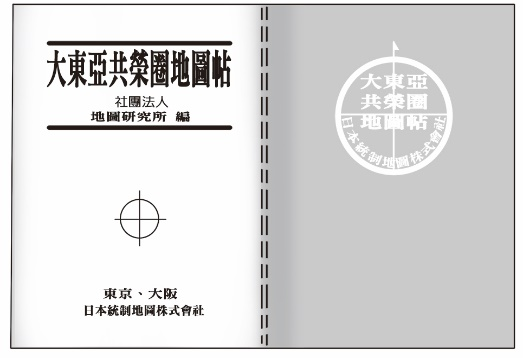 大東亞共榮圈地圖帖
社團法人
地圖研究所 編
東京、大阪
日本統制地圖株式會社
大東亞
共榮圈
地圖帖
日本統制地圖株式會社